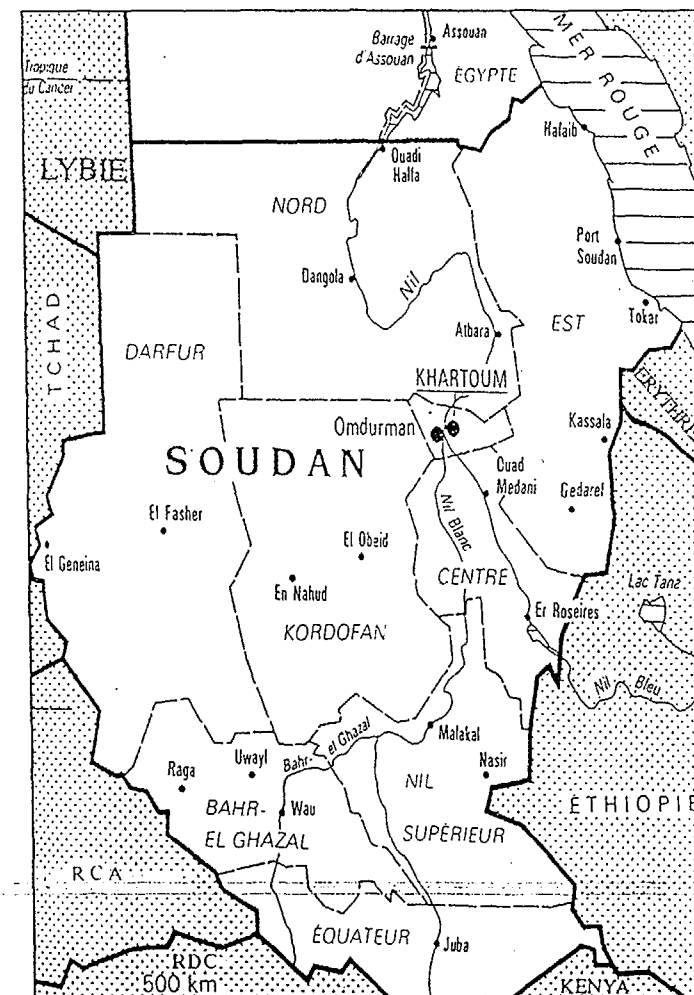 Assouan
Barrage
d'Assouan
ÉGYPTE
MER ROUGE
Tropique
du Cancer
LYBIE
Ouadi
Halfa
Halaib
NORD
Port
Soudan
Dangola
Nil
Tokar
Atbara
EST
TCHAD
DARFUR
KHARTOUM
ERYTHRE
Omdurman
Kassala
SOUDAN
Ouad
Medani
Gedaref
El Fasher
Nil Blanc
El Geneina
El Obeid
En Nahud
CENTRE
Lac Tana
KORDOFAN
Er Roseires
Nil Bleu
Bahr-el Ghazal
Malakal
Raga
Uwayl
Nasir
NIL
SUPÉRIEUR
ÉTHIOPIE
BAHR-
EL GHAZAL
Wau
RCA
ÉQUATEUR
Juba
RDC
500 km
KENYA